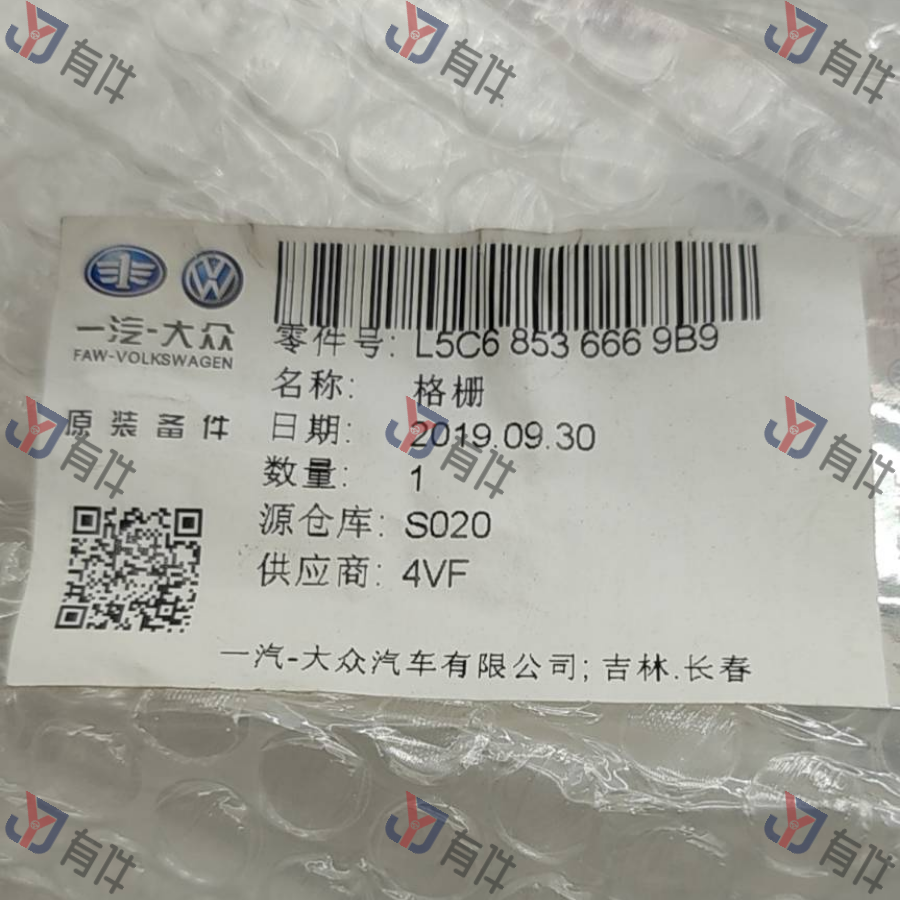 有件 有件 有件
一汽-大众
FAW-VOLKSWAGEN
原装备件
零件号: L5C6 853 666 9B9
名称: 格栅
日期: 2019.09.30
数量: 1
源仓库: S020
供应商: 4VF
一汽-大众汽车有限公司; 吉林.长春
有件 有件 有件
有件 有件 有件